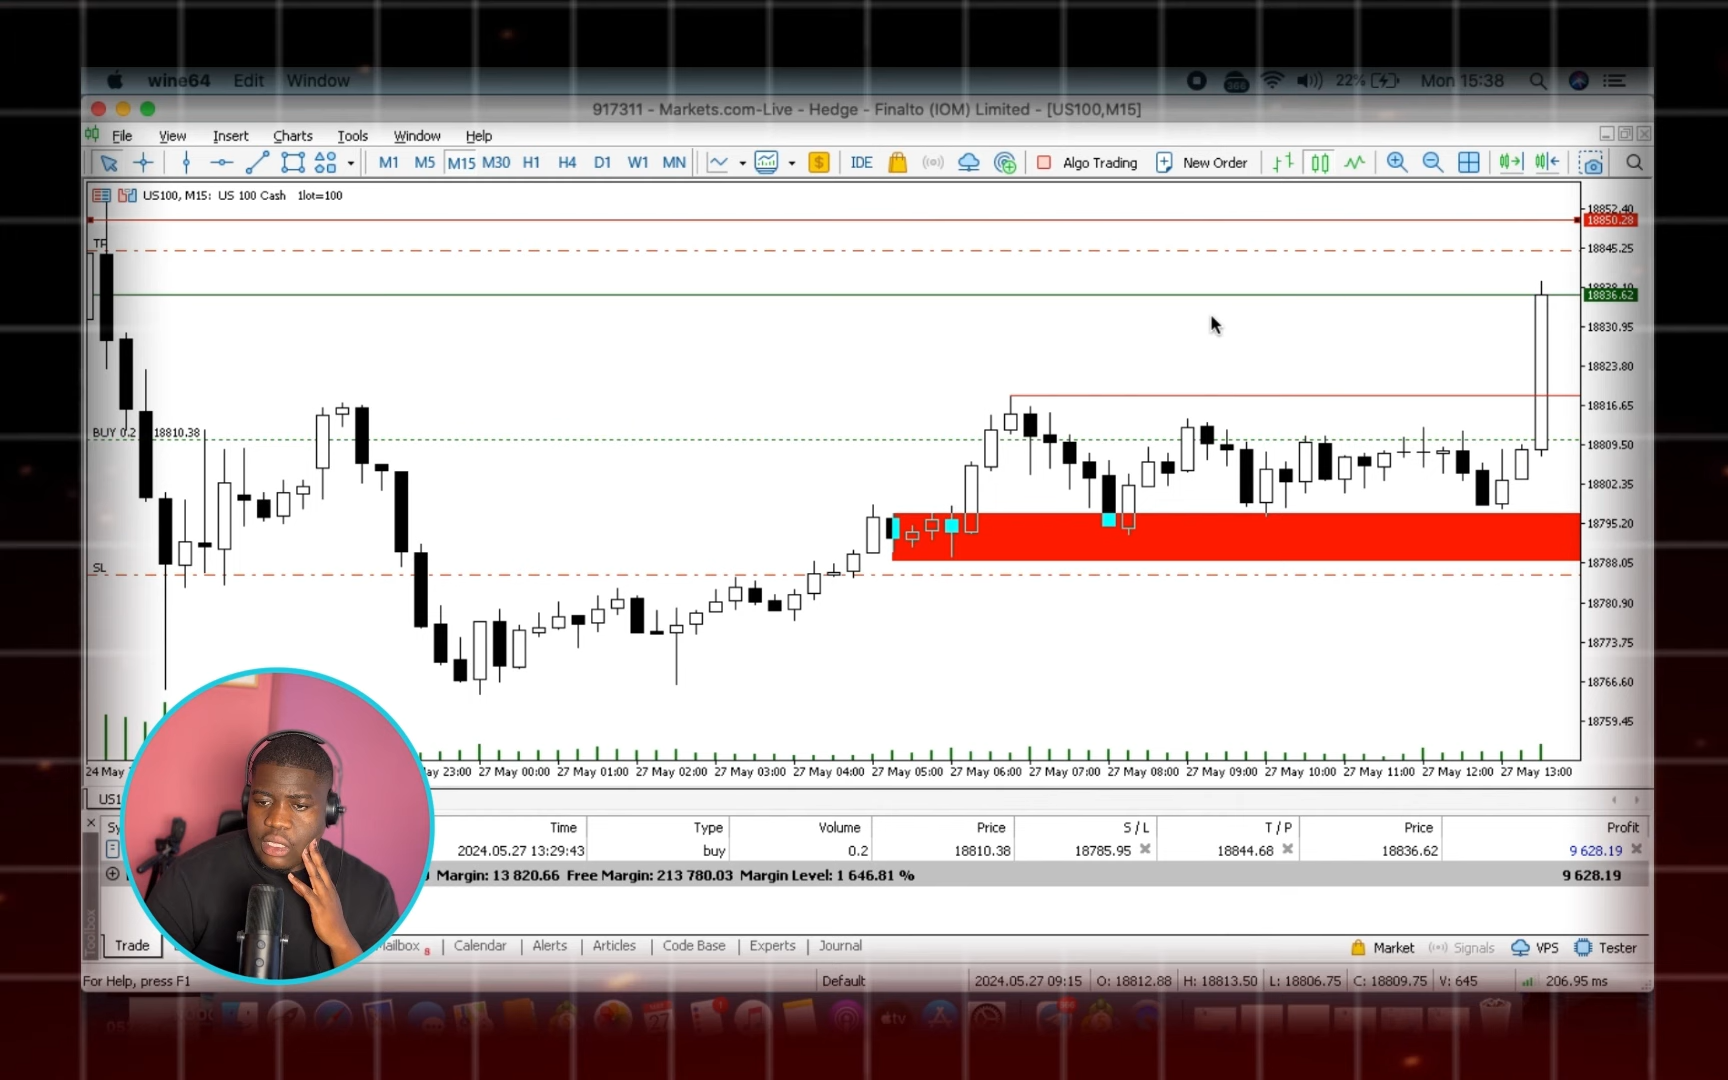 wine64 Edit Window 22% Mon 15:38
917311 - Markets.com-Live - Hedge - Finalto (IOM) Limited - [US100,M15]
File View Insert Charts Tools Window Help
M1 M5 M15 M30 H1 H4 D1 W1 MN IDE Algo Trading New Order
US100, M15: US 100 Cash 1lot=100
18852.40
18850.28
TP
18845.25
18836.62
18830.95
18823.80
18816.65
BUY 0.2 18810.38
18809.50
18802.35
18795.20
SL
18788.05
18780.90
18773.75
18766.60
18759.45
24 May 23:00 27 May 00:00 27 May 01:00 27 May 02:00 27 May 03:00 27 May 04:00 27 May 05:00 27 May 06:00 27 May 07:00 27 May 08:00 27 May 09:00 27 May 10:00 27 May 11:00 27 May 12:00 27 May 13:00
Time Type Volume Price S / L T / P Price Profit
2024.05.27 13:29:43 buy 0.2 18810.38 18785.95 18844.68 18836.62 9 628.19
Margin: 13 820.66 Free Margin: 213 780.03 Margin Level: 1 646.81 % 9 628.19
Toolbox
Trade Calendar Alerts Articles Code Base Experts Journal Market Signals VPS Tester
For Help, press F1 Default 2024.05.27 09:15 O: 18812.88 H: 18813.50 L: 18806.75 C: 18809.75 V: 645 206.95 ms